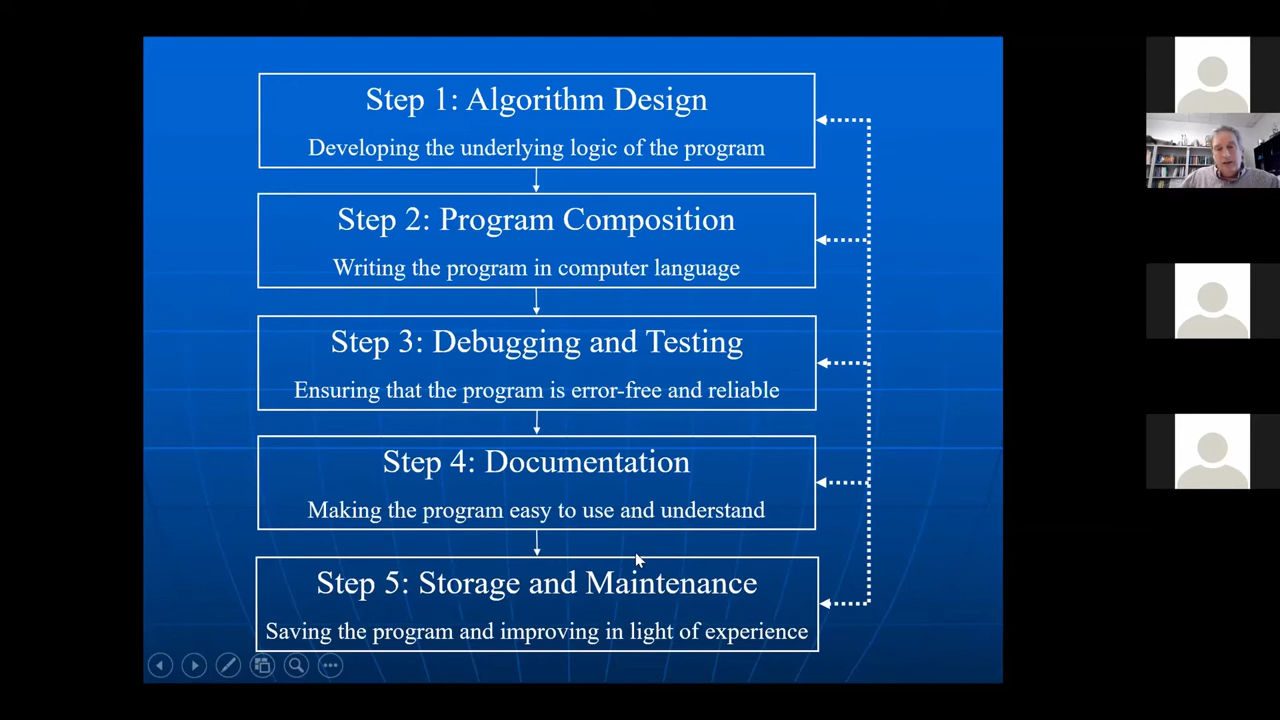 Step 1: Algorithm Design
Developing the underlying logic of the program
Step 2: Program Composition
Writing the program in computer language
Step 3: Debugging and Testing
Ensuring that the program is error-free and reliable
Step 4: Documentation
Making the program easy to use and understand
Step 5: Storage and Maintenance
Saving the program and improving in light of experience